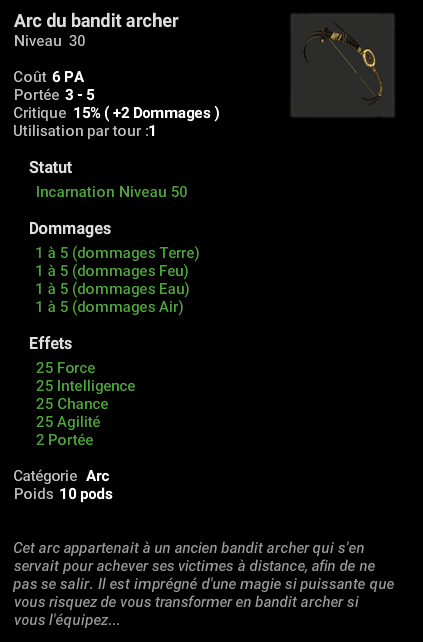 Arc du bandit archer
Niveau 30
Coût 6 PA
Portée 3 - 5
Critique 15% ( +2 Dommages )
Utilisation par tour :1
Statut
Incarnation Niveau 50
Dommages
1 à 5 (dommages Terre)
1 à 5 (dommages Feu)
1 à 5 (dommages Eau)
1 à 5 (dommages Air)
Effets
25 Force
25 Intelligence
25 Chance
25 Agilité
2 Portée
Catégorie Arc
Poids 10 pods
Cet arc appartenait à un ancien bandit archer qui s'en
servait pour achever ses victimes à distance, afin de ne
pas se salir. Il est imprégné d'une magie si puissante que
vous risquez de vous transformer en bandit archer si
vous l'équipez...